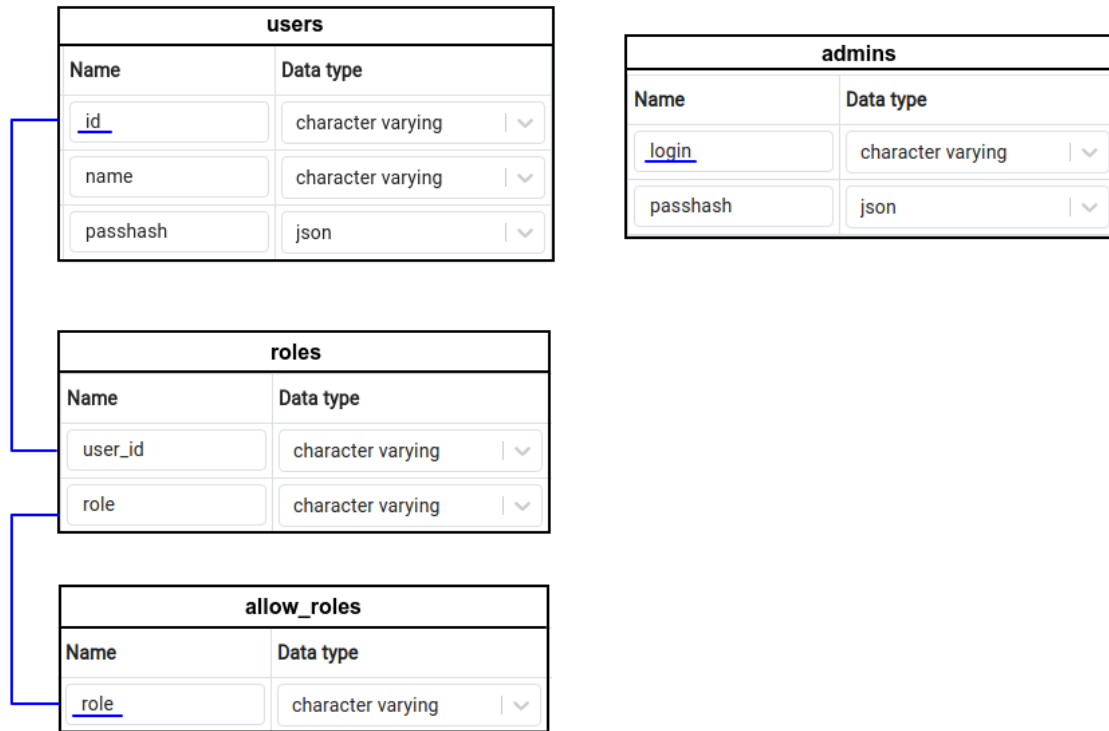 users
Name Data type
id character varying
name character varying
passhash json
admins
Name Data type
login character varying
passhash json
roles
Name Data type
user_id character varying
role character varying
allow_roles
Name Data type
role character varying